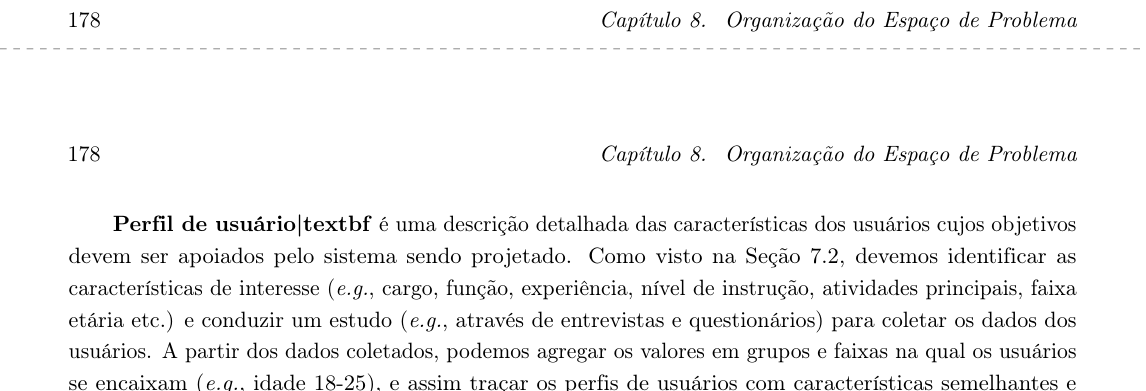 178 Capítulo 8. Organização do Espaço de Problema
178 Capítulo 8. Organização do Espaço de Problema
Perfil de usuário|textbf é uma descrição detalhada das características dos usuários cujos objetivos
devem ser apoiados pelo sistema sendo projetado. Como visto na Seção 7.2, devemos identificar as
características de interesse (e.g., cargo, função, experiência, nível de instrução, atividades principais, faixa
etária etc.) e conduzir um estudo (e.g., através de entrevistas e questionários) para coletar os dados dos
usuários. A partir dos dados coletados, podemos agregar os valores em grupos e faixas na qual os usuários
se encaixam (e.g., idade 18-25), e assim traçar os perfis de usuários com características semelhantes e